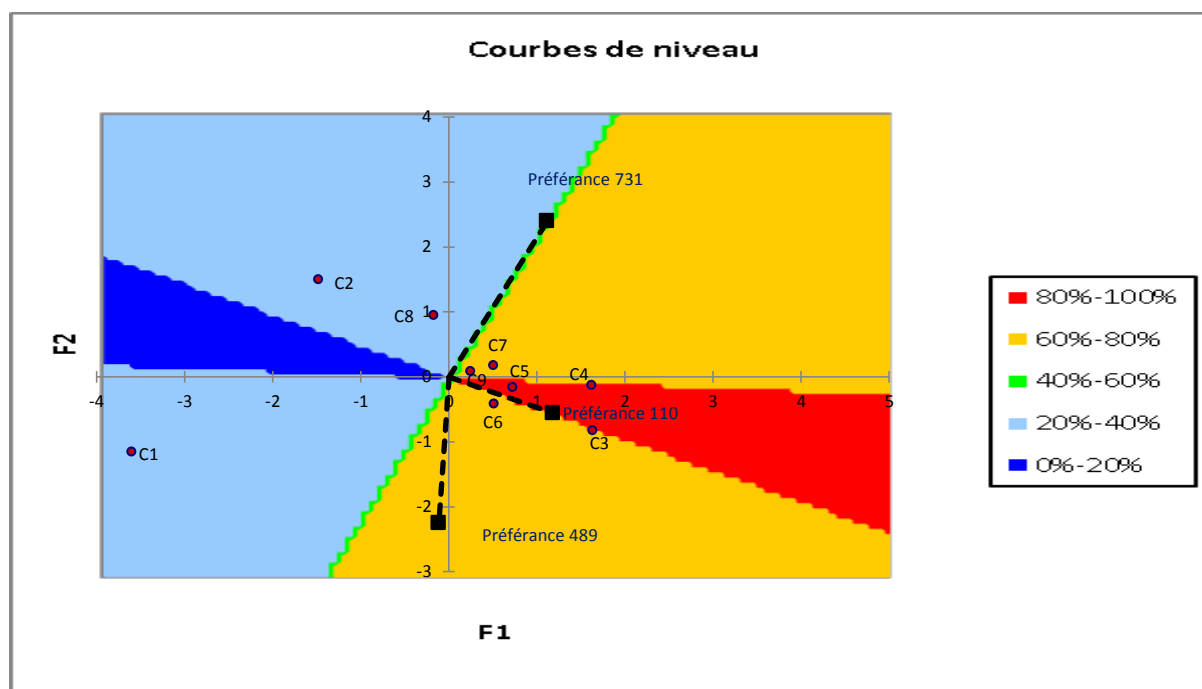 Courbes de niveau
4
3
Préférance 731
2
C2
1
C8
C7
F2
0
C9
C5
C4
-4
-3
-2
-1
0
1
2
3
4
5
C6
Préférance 110
-1
C3
C1
-2
Préférance 489
-3
F1
80%-100%
60%-80%
40%-60%
20%-40%
0%-20%